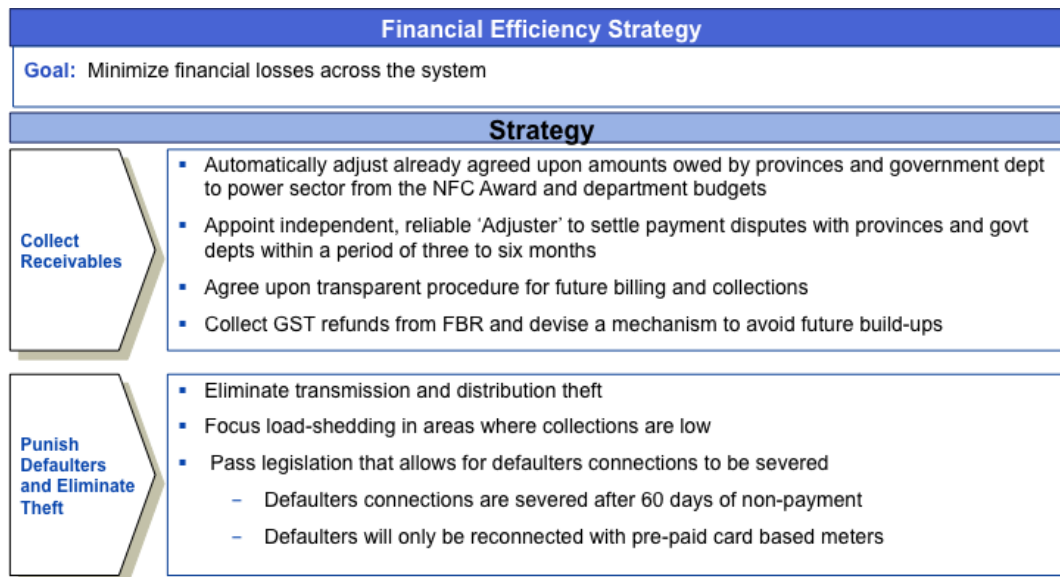 Financial Efficiency Strategy
Goal: Minimize financial losses across the system
Strategy
Collect
Receivables
▪ Automatically adjust already agreed upon amounts owed by provinces and government dept
to power sector from the NFC Award and department budgets
▪ Appoint independent, reliable ‘Adjuster’ to settle payment disputes with provinces and govt
depts within a period of three to six months
▪ Agree upon transparent procedure for future billing and collections
▪ Collect GST refunds from FBR and devise a mechanism to avoid future build-ups
Punish
Defaulters
and Eliminate
Theft
▪ Eliminate transmission and distribution theft
▪ Focus load-shedding in areas where collections are low
▪ Pass legislation that allows for defaulters connections to be severed
– Defaulters connections are severed after 60 days of non-payment
– Defaulters will only be reconnected with pre-paid card based meters